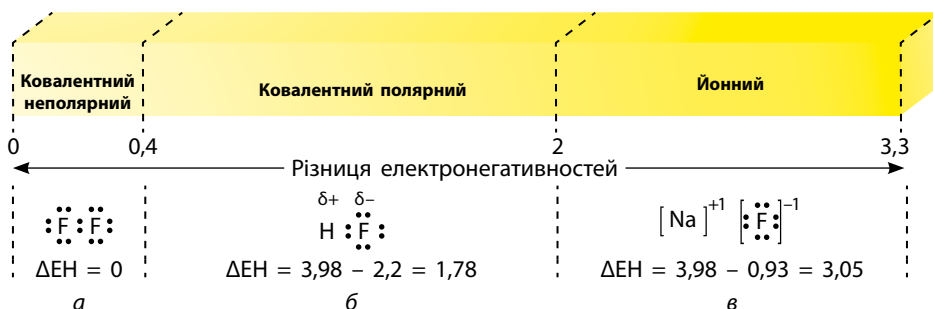 Ковалентний
неполярний
Ковалентний полярний
Йонний
0
0,4
2
3,3
Різниця електронегативностей
F F
ΔЕН = 0
а
δ+ δ–
H F
ΔЕН = 3,98 – 2,2 = 1,78
б
[Na]⁺¹ [F]⁻¹
ΔЕН = 3,98 – 0,93 = 3,05
в